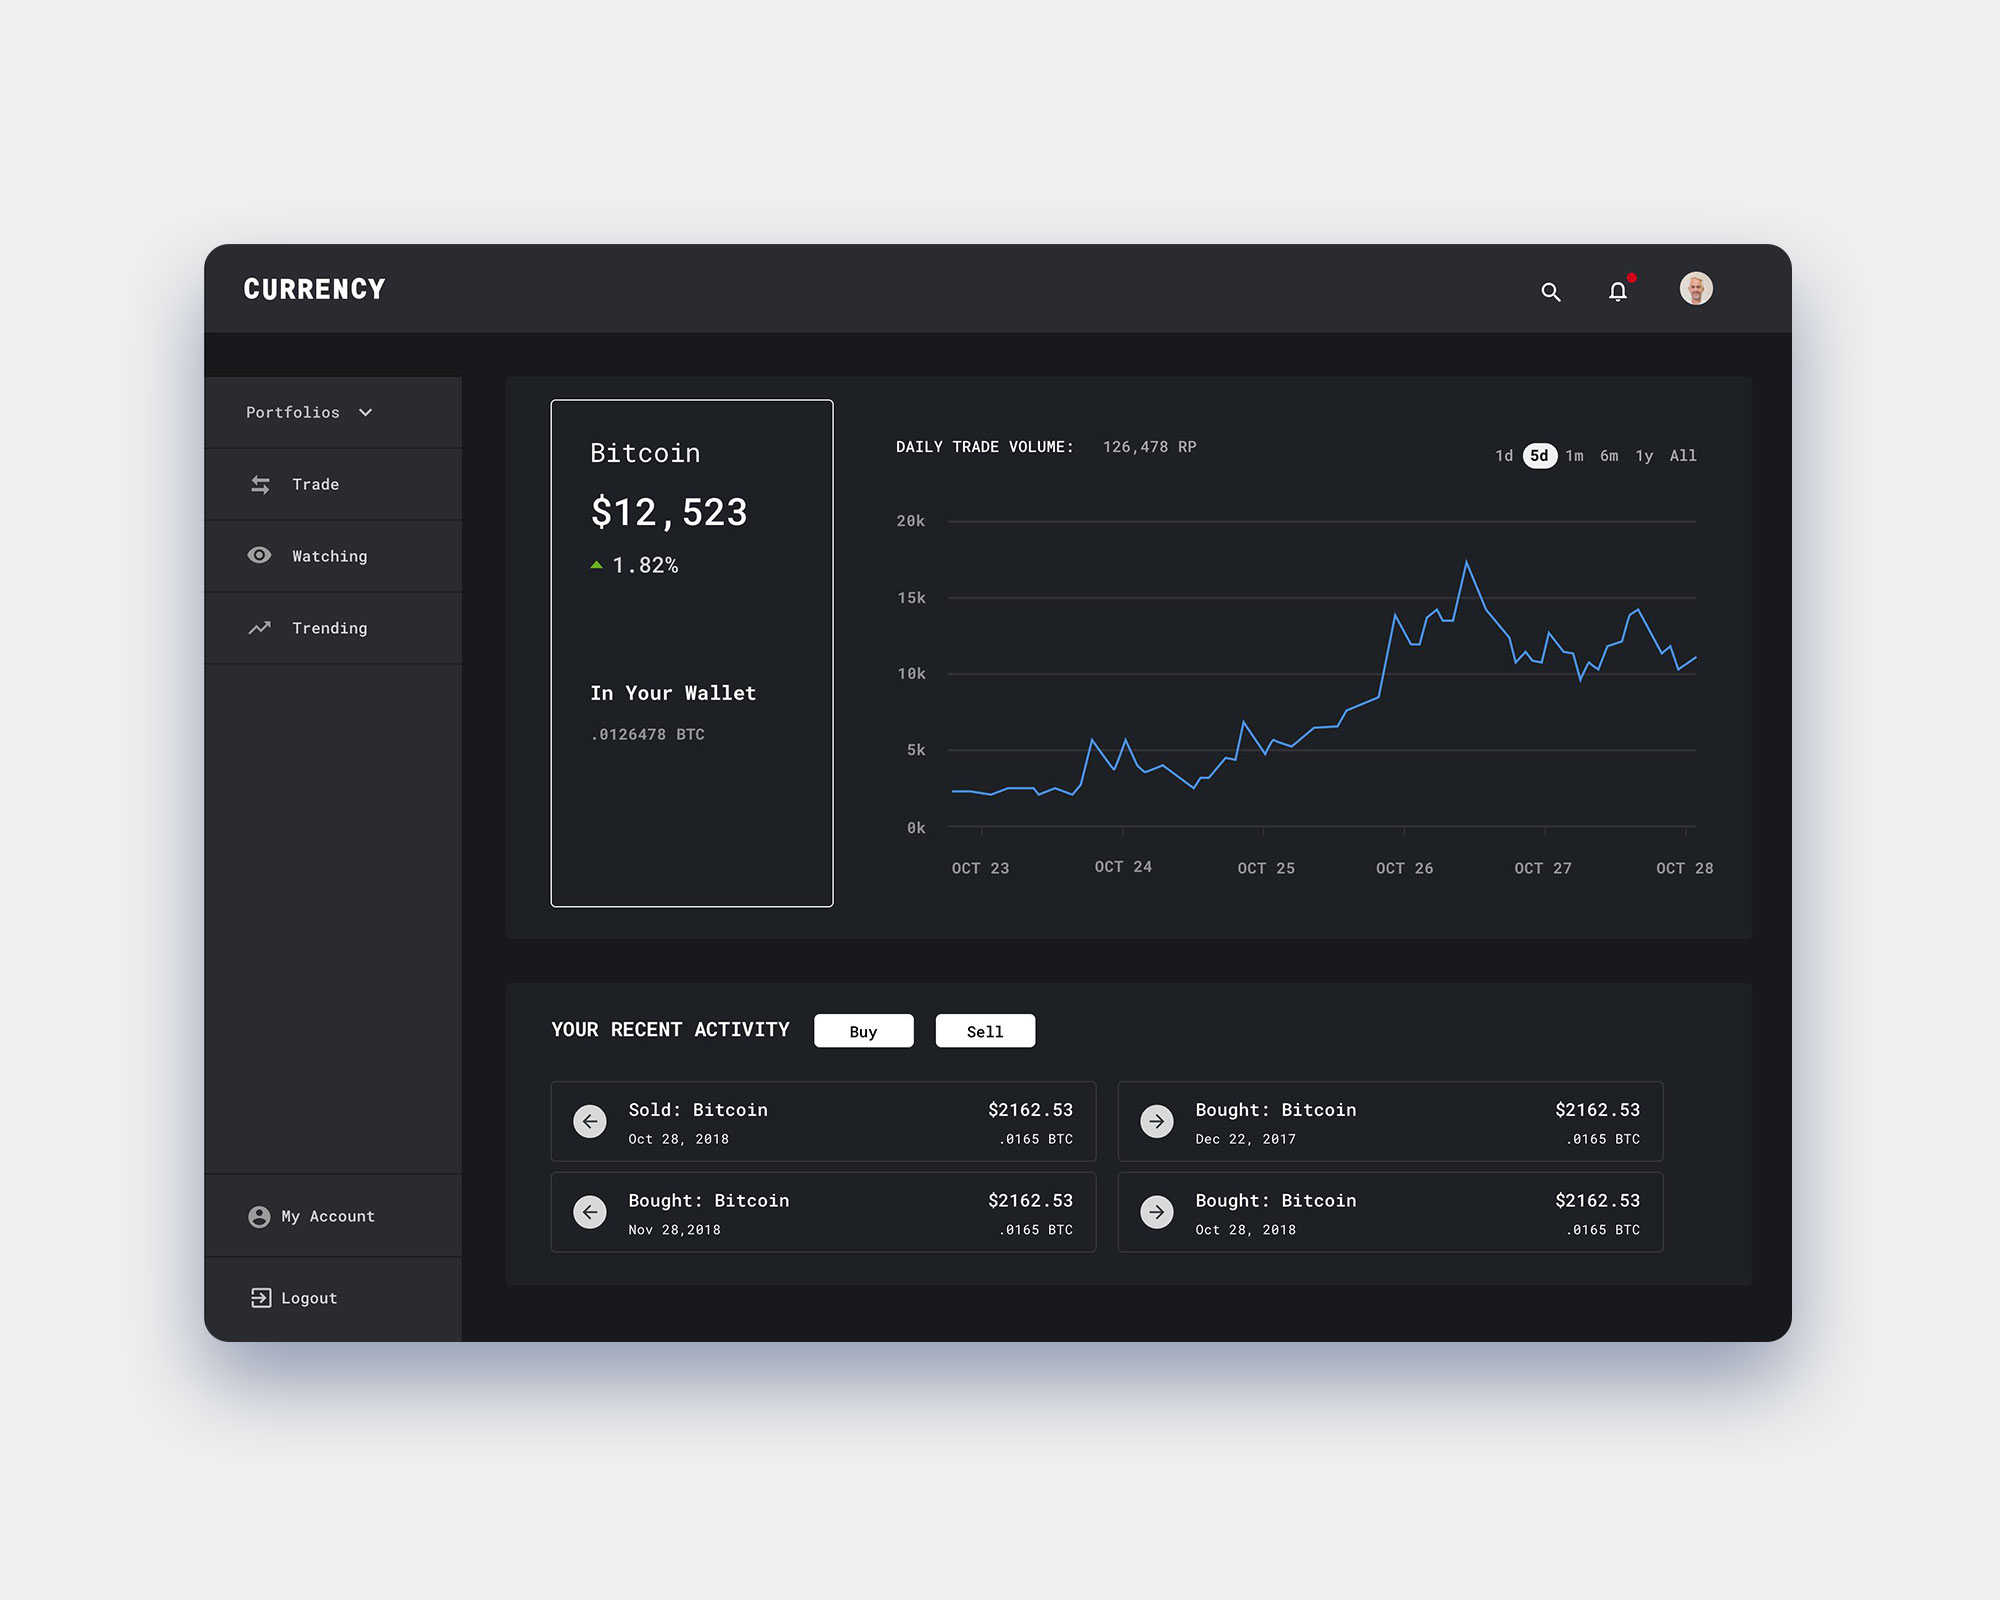 CURRENCY
Portfolios
Trade
Watching
Trending
My Account
Logout
Bitcoin
$12,523
1.82%
In Your Wallet
.0126478 BTC
DAILY TRADE VOLUME: 126,478 RP
1d 5d 1m 6m 1y All
20k
15k
10k
5k
0k
OCT 23 OCT 24 OCT 25 OCT 26 OCT 27 OCT 28
YOUR RECENT ACTIVITY Buy Sell
Sold: Bitcoin $2162.53
Oct 28, 2018 .0165 BTC
Bought: Bitcoin $2162.53
Dec 22, 2017 .0165 BTC
Bought: Bitcoin $2162.53
Nov 28,2018 .0165 BTC
Bought: Bitcoin $2162.53
Oct 28, 2018 .0165 BTC